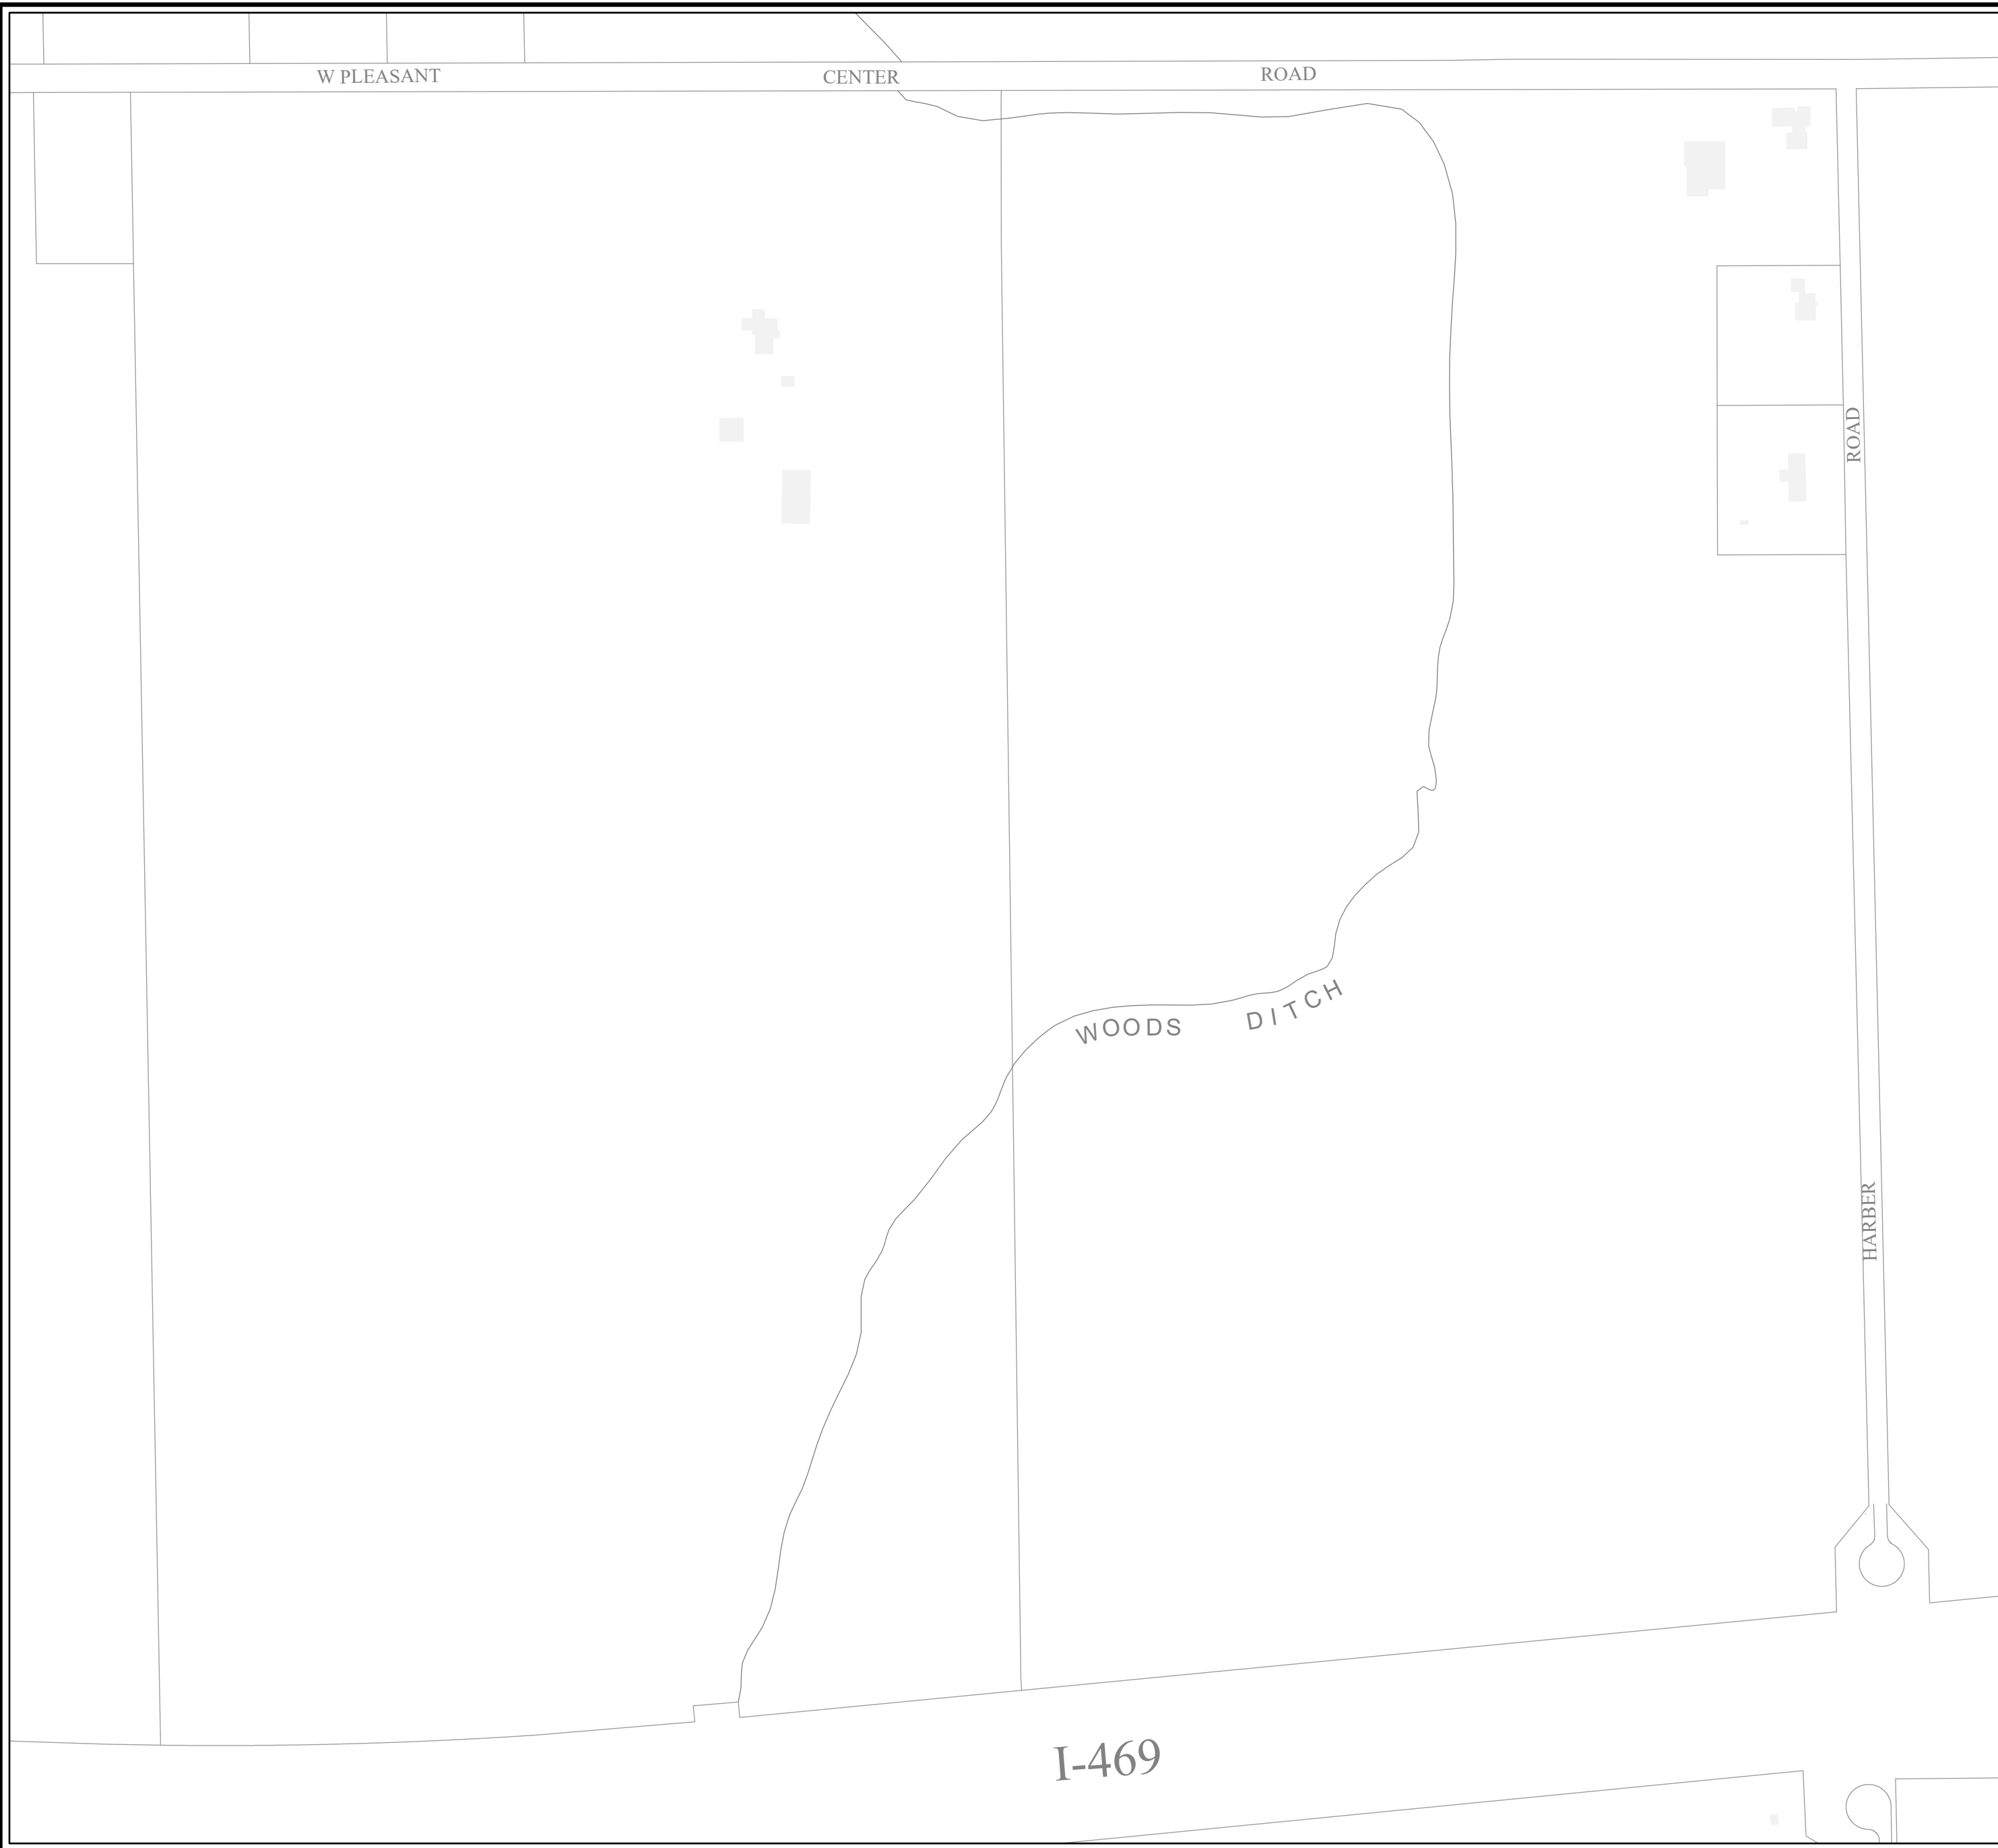 W PLEASANT CENTER ROAD
ROAD
WOODS DITCH
HARBER
I-469